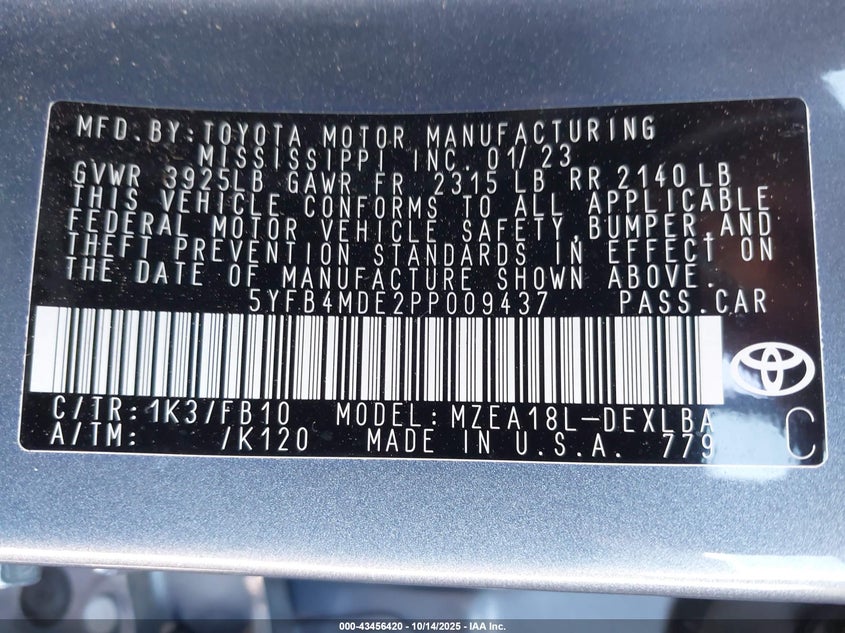 MFD.BY:TOYOTA MOTOR MANUFACTURING
MISSISSIPPI INC. 01/23
GVWR 3925LB GAWR FR 2315 LB RR 2140 LB
THIS VEHICLE CONFORMS TO ALL APPLICABLE
FEDERAL MOTOR VEHICLE SAFETY,BUMPER,AND
THEFT PREVENTION STANDARDS IN EFFECT ON
THE DATE OF MANUFACTURE SHOWN ABOVE.
5YFB4MDE2PP009437 PASS.CAR
C/TR: 1K3/FB10 MODEL: MZEA18L-DEXLBA
A/TM: /K120 MADE IN U.S.A. 779 C
000-43456420 | 10/14/2025 | IAA Inc.